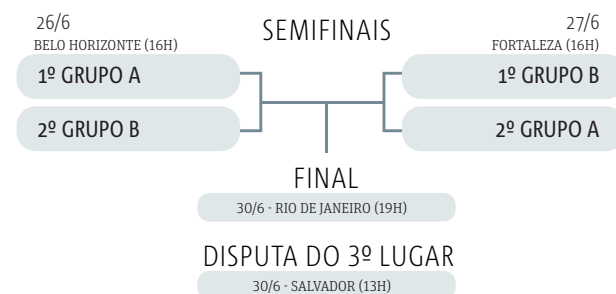 SEMIFINAIS
26/6
BELO HORIZONTE (16H)
1º GRUPO A
2º GRUPO B
27/6
FORTALEZA (16H)
1º GRUPO B
2º GRUPO A
FINAL
30/6 - RIO DE JANEIRO (19H)
DISPUTA DO 3º LUGAR
30/6 - SALVADOR (13H)